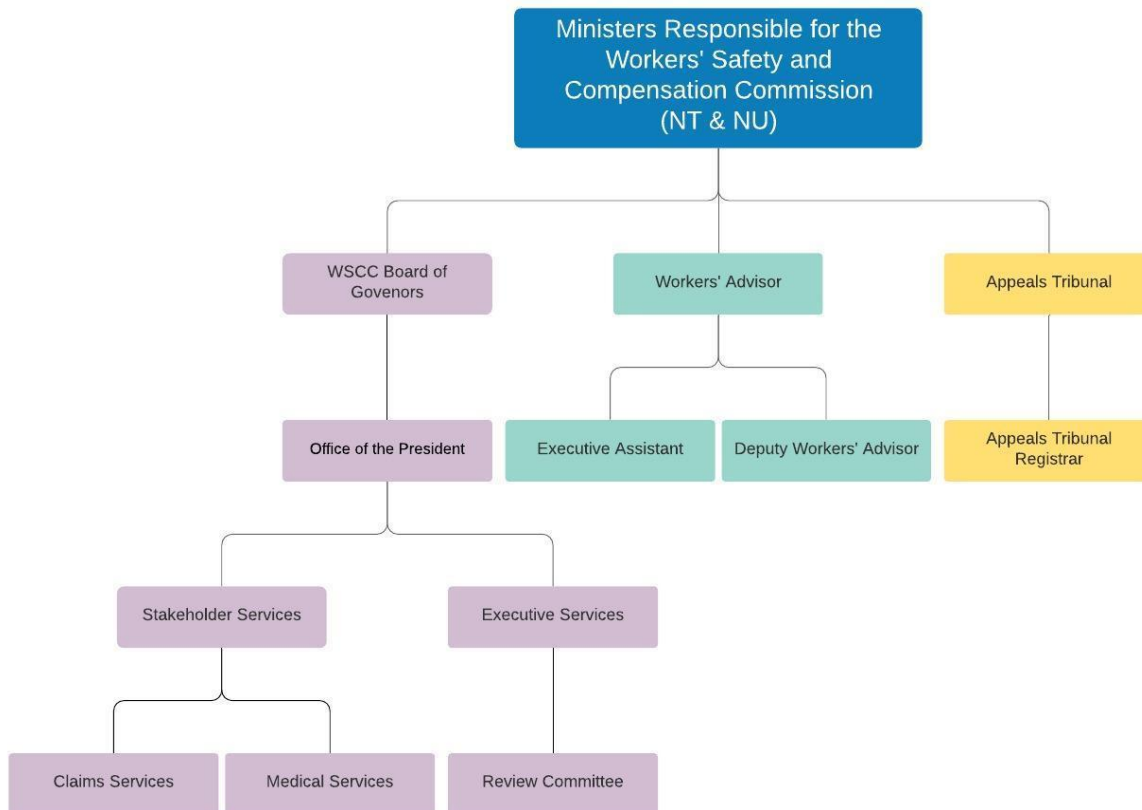 Ministers Responsible for the
Workers' Safety and
Compensation Commission
(NT & NU)
WSCC Board of
Govenors
Workers' Advisor
Appeals Tribunal
Office of the President
Executive Assistant
Deputy Workers' Advisor
Appeals Tribunal
Registrar
Stakeholder Services
Executive Services
Claims Services
Medical Services
Review Committee